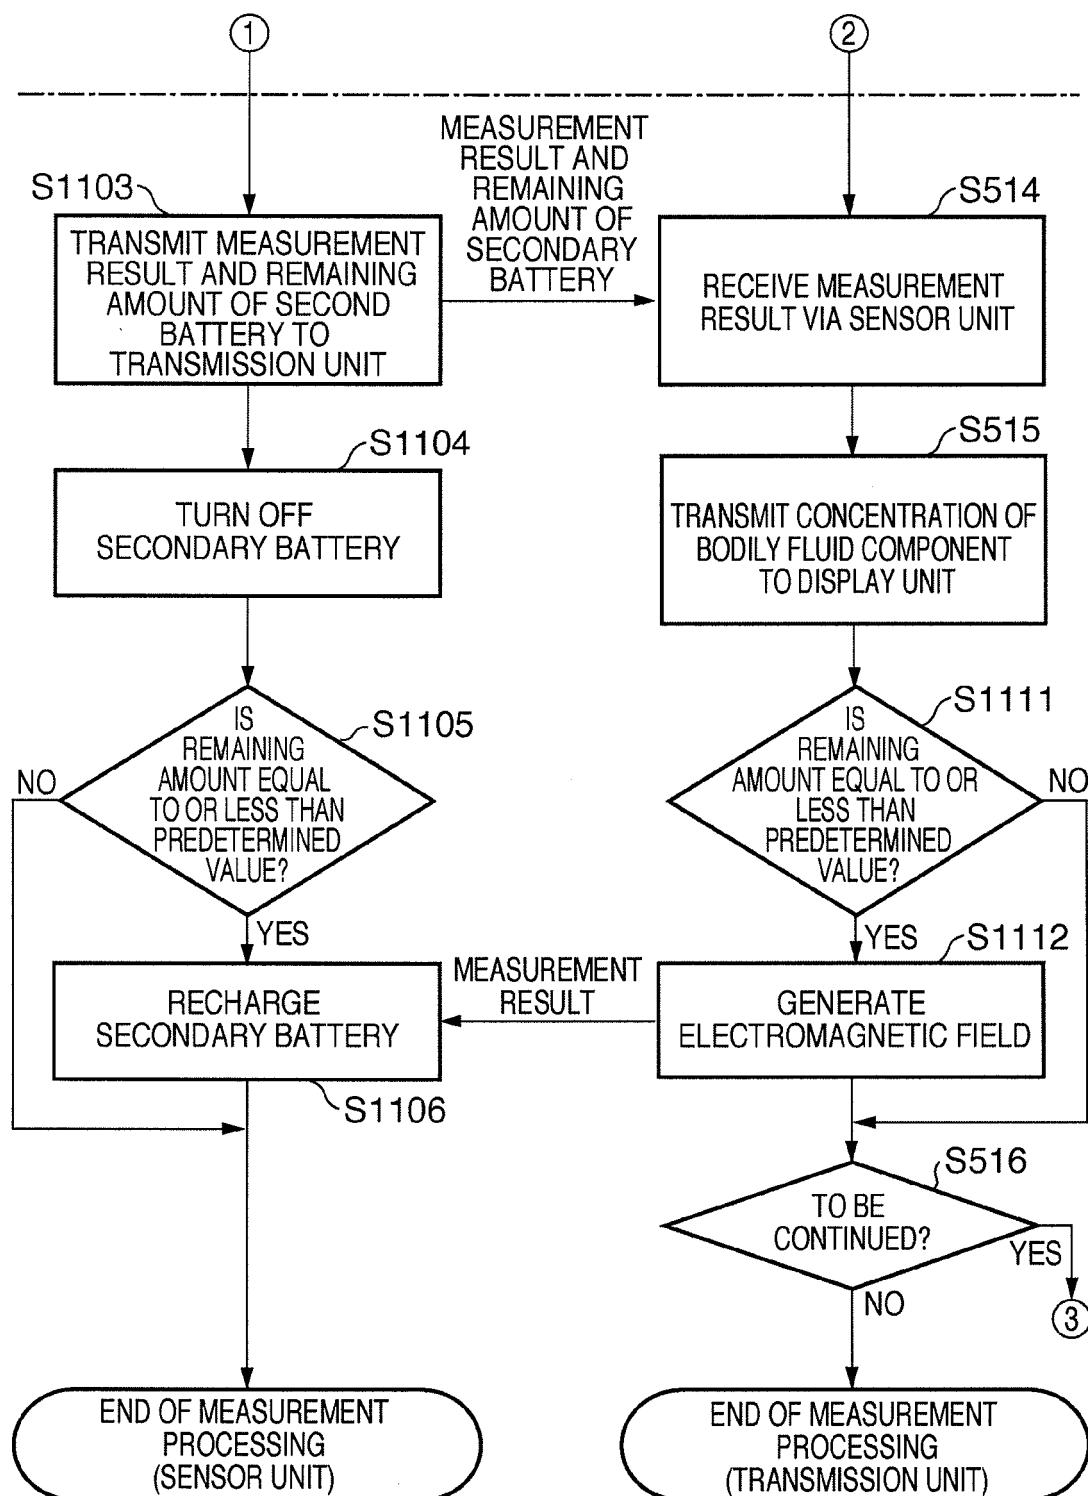 1
2
MEASUREMENT
RESULT AND
REMAINING
AMOUNT OF
SECONDARY
BATTERY
S1103
TRANSMIT MEASUREMENT
RESULT AND REMAINING
AMOUNT OF SECOND
BATTERY TO
TRANSMISSION UNIT
S514
RECEIVE MEASUREMENT
RESULT VIA SENSOR UNIT
S1104
TURN OFF
SECONDARY BATTERY
S515
TRANSMIT CONCENTRATION OF
BODILY FLUID COMPONENT
TO DISPLAY UNIT
S1105
IS
REMAINING
AMOUNT EQUAL
TO OR LESS THAN
PREDETERMINED
VALUE?
NO
YES
S1111
IS
REMAINING
AMOUNT EQUAL TO OR
LESS THAN
PREDETERMINED
VALUE?
NO
YES
S1112
GENERATE
ELECTROMAGNETIC FIELD
MEASUREMENT
RESULT
RECHARGE
SECONDARY BATTERY
S1106
S516
TO BE
CONTINUED?
YES
3
NO
END OF MEASUREMENT
PROCESSING
(SENSOR UNIT)
END OF MEASUREMENT
PROCESSING
(TRANSMISSION UNIT)